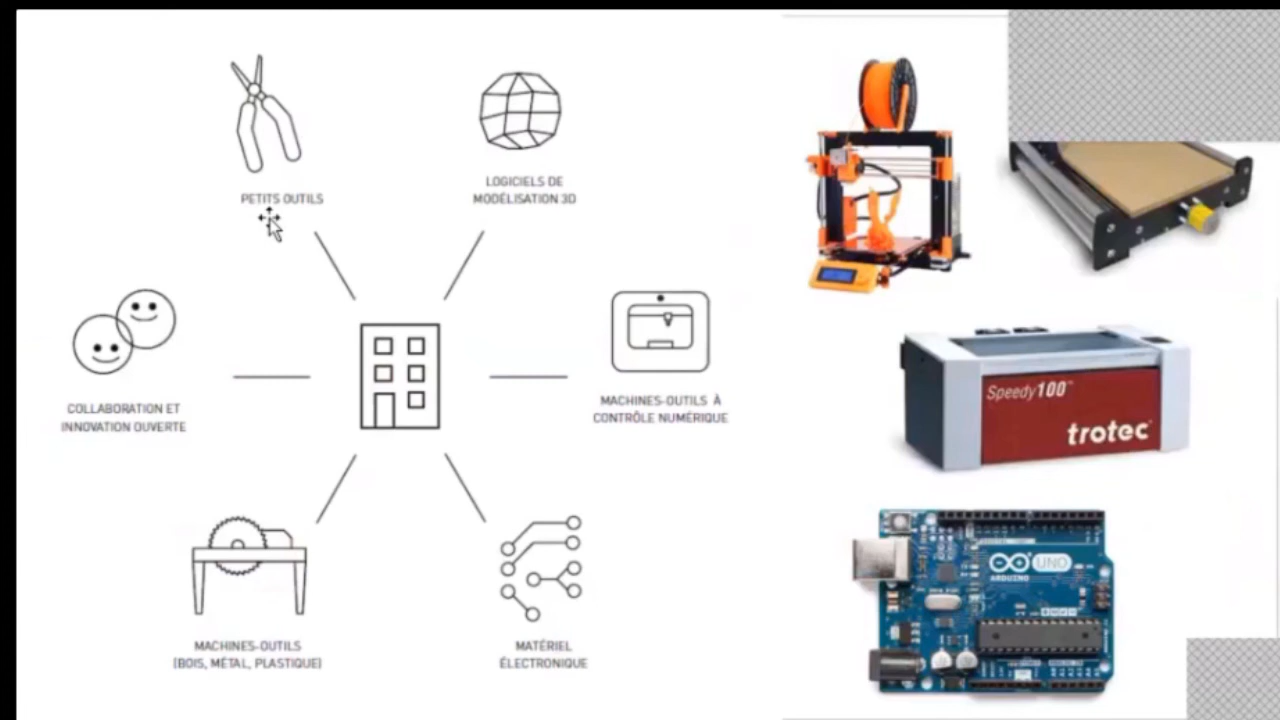 PETITS OUTILS
LOGICIELS DE
MODÉLISATION 3D
COLLABORATION ET
INNOVATION OUVERTE
MACHINES-OUTILS À
CONTRÔLE NUMÉRIQUE
MACHINES-OUTILS
(BOIS, MÉTAL, PLASTIQUE)
MATÉRIEL
ÉLECTRONIQUE
Speedy100™
trotec
UNO
ARDUINO